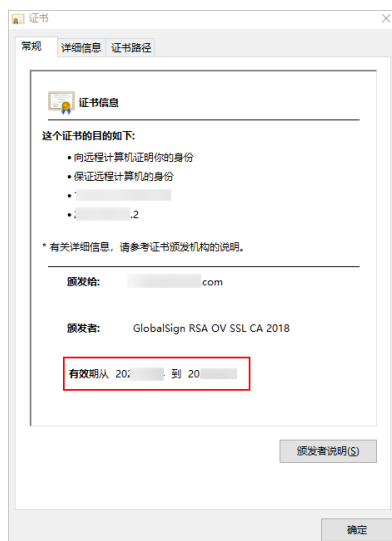 证书
常规 详细信息 证书路径
证书信息
这个证书的目的如下:
• 向远程计算机证明你的身份
• 保证远程计算机的身份
•
• .2
* 有关详细信息，请参考证书颁发机构的说明。
颁发给: .com
颁发者: GlobalSign RSA OV SSL CA 2018
有效期从 202 到 20
颁发者说明(S)
确定